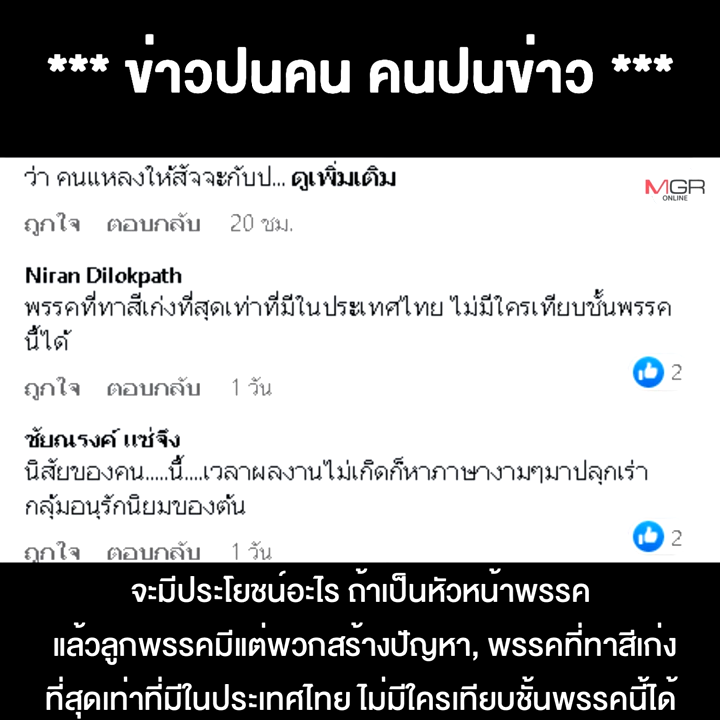 *** ข่าวปนคน คนปนข่าว ***
ว่า คนแหลงให้สัจจะกับป... ดูเพิ่มเติม
MGR
ONLINE
ถูกใจ ตอบกลับ 20 ชม.
Niran Dilokpath
พรรคที่ทาสีเก่งที่สุดเท่าที่มีในประเทศไทย ไม่มีใครเทียบชั้นพรรค
นี้ได้
ถูกใจ ตอบกลับ 1 วัน
2
ชัยณรงค์ แซ่จึง
นิสัยของคน.....นี้....เวลาผลงานไม่เกิดก็หาภาษางามๆมาปลุกเร่า
กลุ้มอนุรักนิยมของต้น
ถูกใจ ตอบกลับ 1 วัน
2
จะมีประโยชน์อะไร ถ้าเป็นหัวหน้าพรรค
แล้วลูกพรรคมีแต่พวกสร้างปัญหา, พรรคที่ทาสีเก่ง
ที่สุดเท่าที่มีในประเทศไทย ไม่มีใครเทียบชั้นพรรคนี้ได้